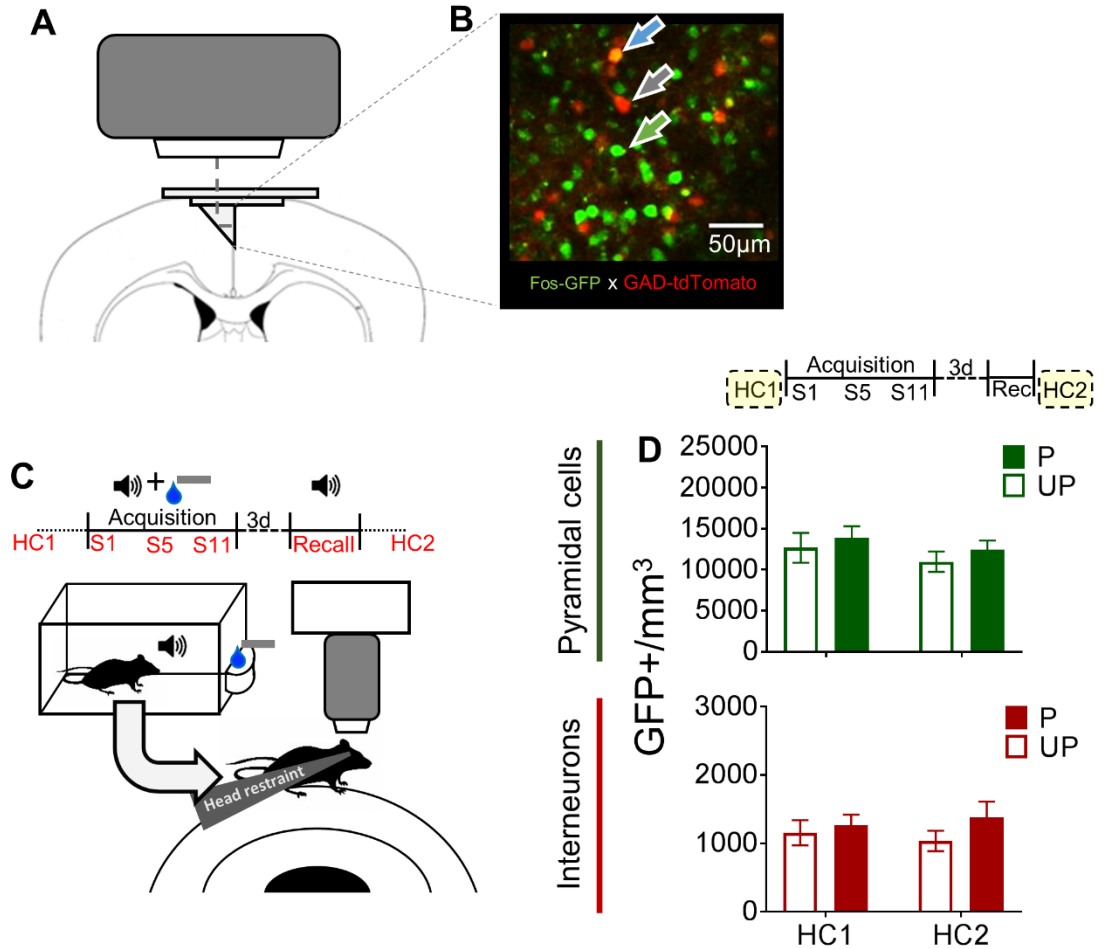 A
B
50µm
Fos-GFP x GAD-tdTomato
C
+
Acquisition
3d
HC1 S1 S5 S11 Recall HC2
Head restraint
Acquisition
3d
HC1 S1 S5 S11 Rec HC2
D
Pyramidal cells
GFP+/mm³
25000
20000
15000
10000
5000
0
P
UP
Interneurons
3000
2000
1000
0
P
UP
HC1 HC2